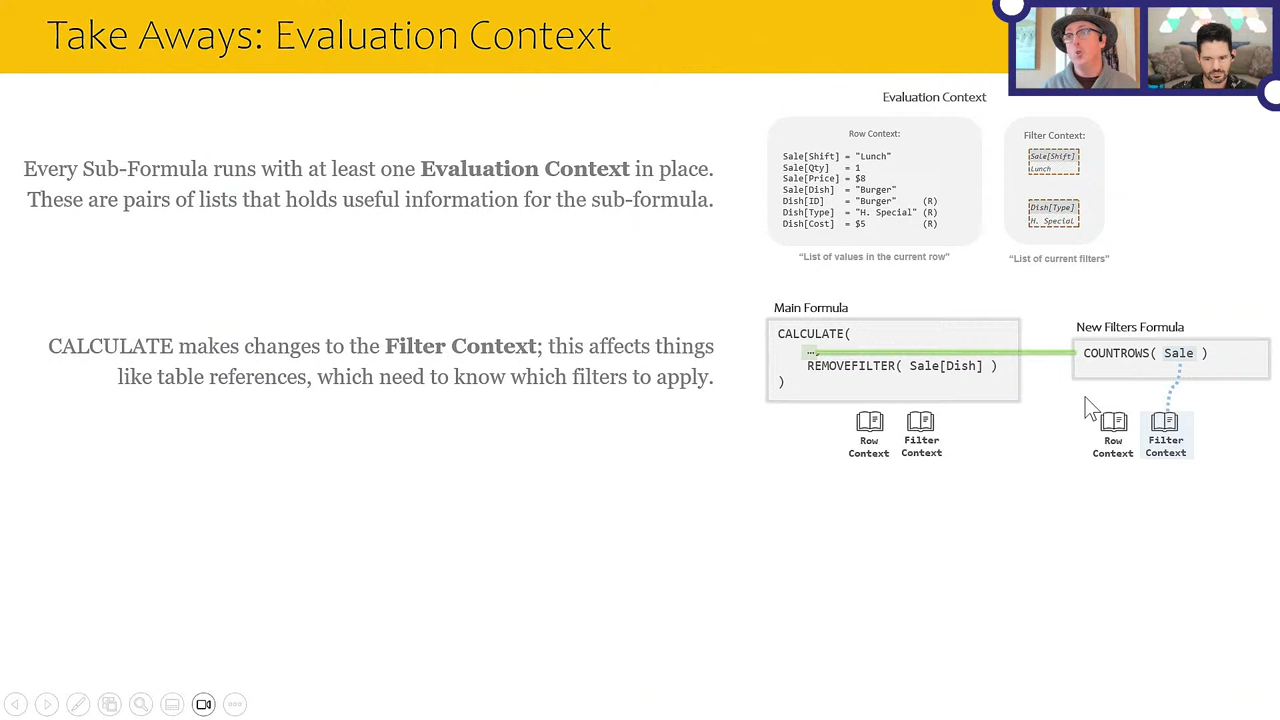 Take Aways: Evaluation Context
Every Sub-Formula runs with at least one Evaluation Context in place.
These are pairs of lists that holds useful information for the sub-formula.
Evaluation Context
Row Context:
Sale[Shift] = "Lunch"
Sale[Qty] = 1
Sale[Price] = $8
Sale[Dish] = "Burger"
Dish[ID] = "Burger" (R)
Dish[Type] = "H. Special" (R)
Dish[Cost] = $5 (R)
"List of values in the current row"
Filter Context:
Sale[Shift]
Lunch
Dish[Type]
H. Special
"List of current filters"
CALCULATE makes changes to the Filter Context; this affects things
like table references, which need to know which filters to apply.
Main Formula
CALCULATE(
…,
REMOVEFILTER( Sale[Dish] )
)
Row
Context
Filter
Context
New Filters Formula
COUNTROWS( Sale )
Row
Context
Filter
Context